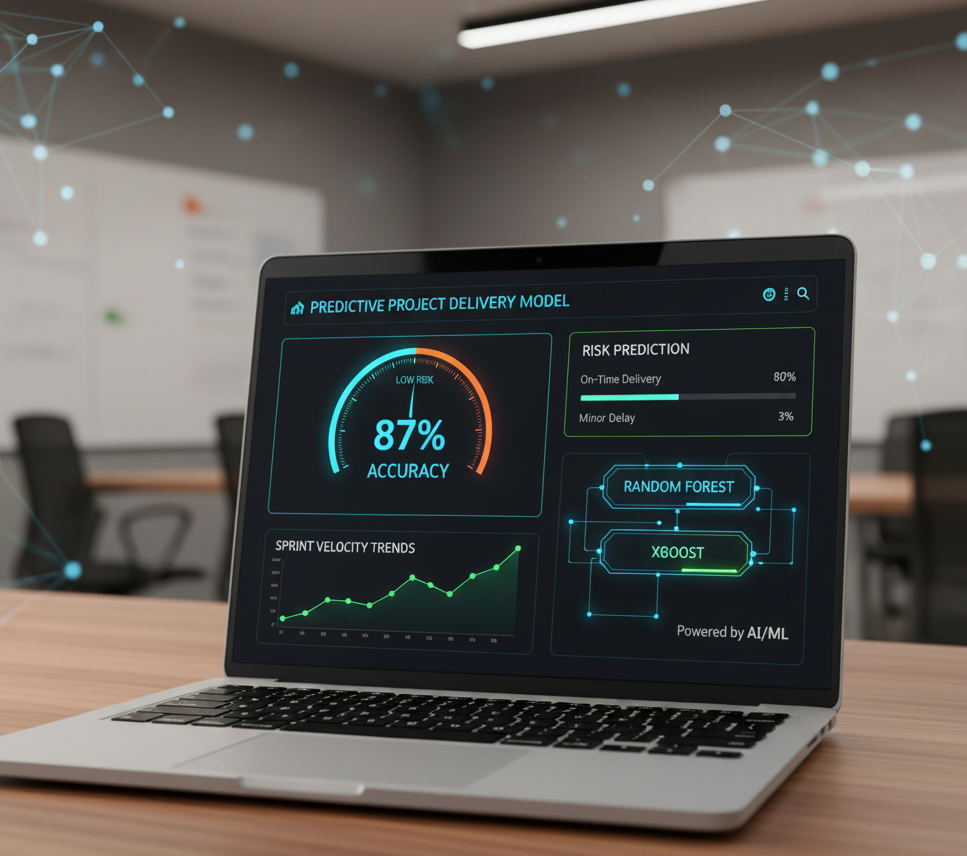 PREDICTIVE PROJECT DELIVERY MODEL
LOW RISK
87%
ACCURACY
RISK PREDICTION
On-Time Delivery 80%
Minor Delay 3%
SPRINT VELOCITY TRENDS
RANDOM FOREST
X6OOST
Powered by AI/ML